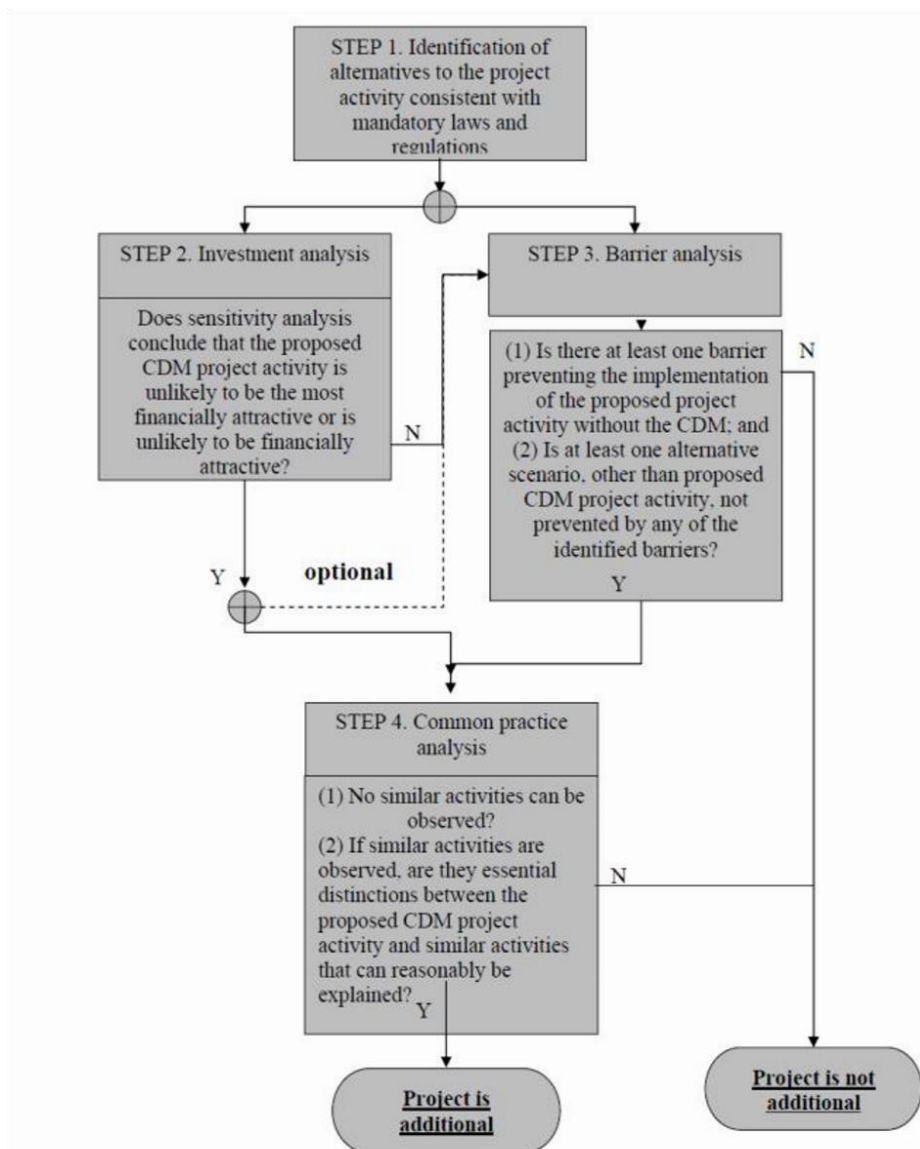 STEP 1. Identification of
alternatives to the project
activity consistent with
mandatory laws and
regulations
STEP 2. Investment analysis
Does sensitivity analysis
conclude that the proposed
CDM project activity is
unlikely to be the most
financially attractive or is
unlikely to be financially
attractive?
N
Y
optional
STEP 3. Barrier analysis
(1) Is there at least one barrier
preventing the implementation
of the proposed project
activity without the CDM; and
(2) Is at least one alternative
scenario, other than proposed
CDM project activity, not
prevented by any of the
identified barriers?
N
Y
STEP 4. Common practice
analysis
(1) No similar activities can be
observed?
(2) If similar activities are
observed, are they essential
distinctions between the
proposed CDM project
activity and similar activities
that can reasonably be
explained?
N
Y
Project is
additional
Project is not
additional